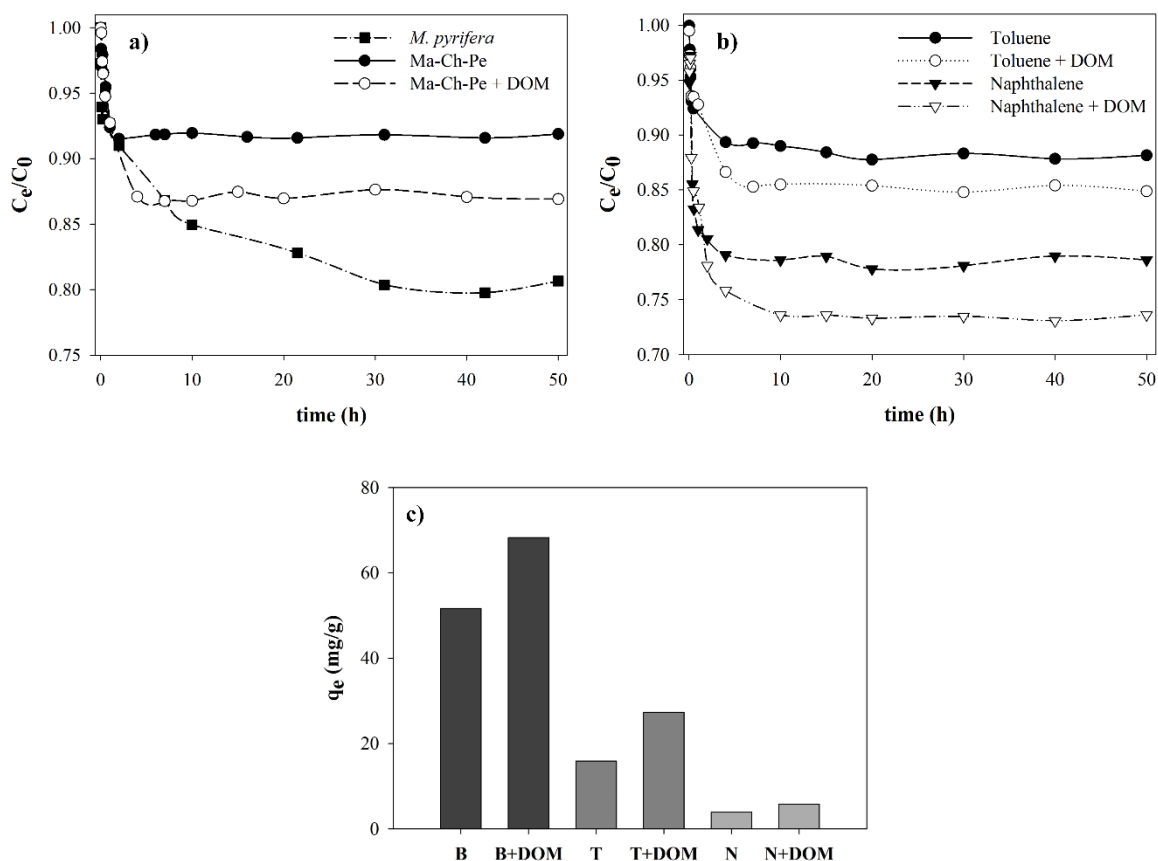 a)
M. pyrifera
Ma-Ch-Pe
Ma-Ch-Pe + DOM
1.00
0.95
0.90
0.85
0.80
0.75
Ce/C0
0 10 20 30 40 50
time (h)
b)
Toluene
Toluene + DOM
Naphthalene
Naphthalene + DOM
1.00
0.95
0.90
0.85
0.80
0.75
0.70
Ce/C0
0 10 20 30 40 50
time (h)
c)
80
60
40
20
0
qe (mg/g)
B B+DOM T T+DOM N N+DOM